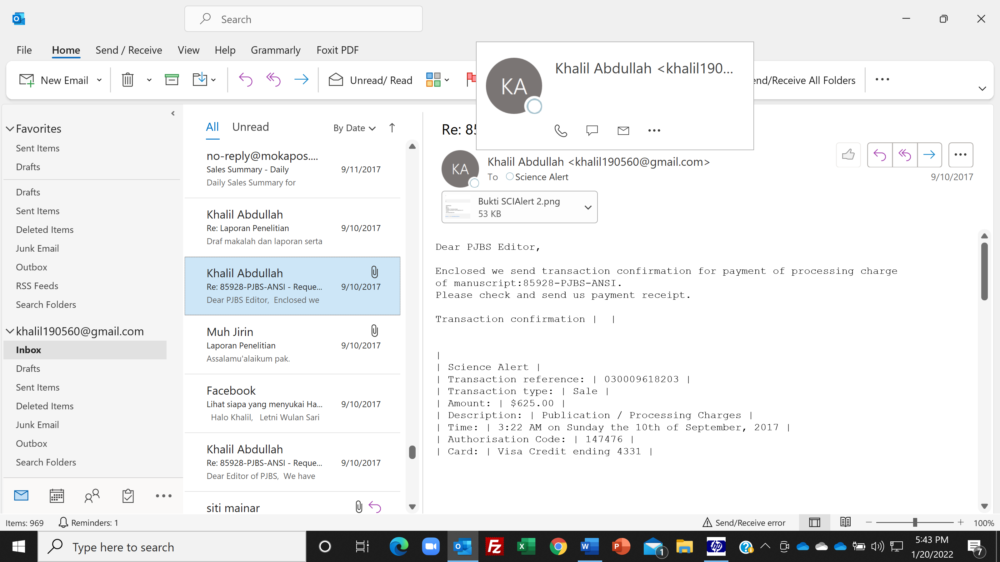 Search
File Home Send / Receive View Help Grammarly Foxit PDF
New Email
Unread/ Read
end/Receive All Folders
KA
Khalil Abdullah <khalil190...
Favorites
Sent Items
Drafts
Drafts
Sent Items
Deleted Items
Junk Email
Outbox
RSS Feeds
Search Folders
khalil190560@gmail.com
Inbox
Drafts
Sent Items
Deleted Items
Junk Email
Outbox
Search Folders
All Unread By Date
no-reply@mokapos....
Sales Summary - Daily 9/11/2017
Daily Sales Summary for
Khalil Abdullah
Re: Laporan Penelitian 9/10/2017
Draf makalah dan laporan serta
Khalil Abdullah
Re: 85928-PJBS-ANSI - Reque... 9/10/2017
Dear PJBS Editor, Enclosed we
Muh Jirin
Laporan Penelitian 9/10/2017
Assalamu'alaikum pak.
Facebook
Lihat siapa yang menyukai Ha... 9/10/2017
Halo Khalil, Letni Wulan Sari
Khalil Abdullah
Re: 85928-PJBS-ANSI - Reque... 9/10/2017
Dear Editor of PJBS, We have
siti mainar
Re: 85
KA
Khalil Abdullah <khalil190560@gmail.com>
To Science Alert
9/10/2017
Bukti SCIAlert 2.png
53 KB
Dear PJBS Editor,
Enclosed we send transaction confirmation for payment of processing charge
of manuscript:85928-PJBS-ANSI.
Please check and send us payment receipt.
Transaction confirmation | |
|
| Science Alert |
| Transaction reference: | 030009618203 |
| Transaction type: | Sale |
| Amount: | $625.00 |
| Description: | Publication / Processing Charges |
| Time: | 3:22 AM on Sunday the 10th of September, 2017 |
| Authorisation Code: | 147476 |
| Card: | Visa Credit ending 4331 |
Items: 969 Reminders: 1
Send/Receive error
100%
Type here to search
1
5:43 PM
1/20/2022
7